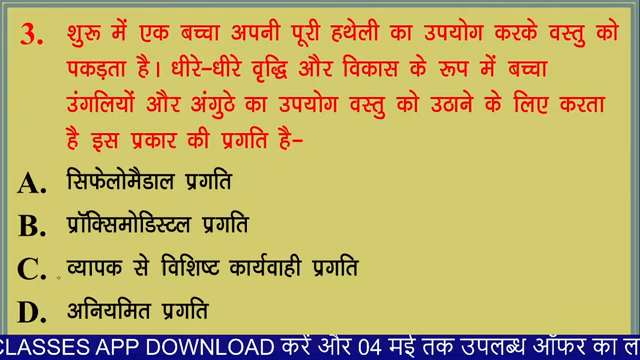 3. शुरू में एक बच्चा अपनी पूरी हथेली का उपयोग करके वस्तु को
पकड़ता है। धीरे-धीरे वृद्धि और विकास के रूप में बच्चा
उंगलियों और अंगुठे का उपयोग वस्तु को उठाने के लिए करता
है इस प्रकार की प्रगति है-
A. सिफेलोमैडाल प्रगति
B. प्रॉक्सिमोडिस्टल प्रगति
C. व्यापक से विशिष्ट कार्यवाही प्रगति
D. अनियमित प्रगति
CLASSES APP DOWNLOAD करें और 04 मई तक उपलब्ध ऑफर का ल